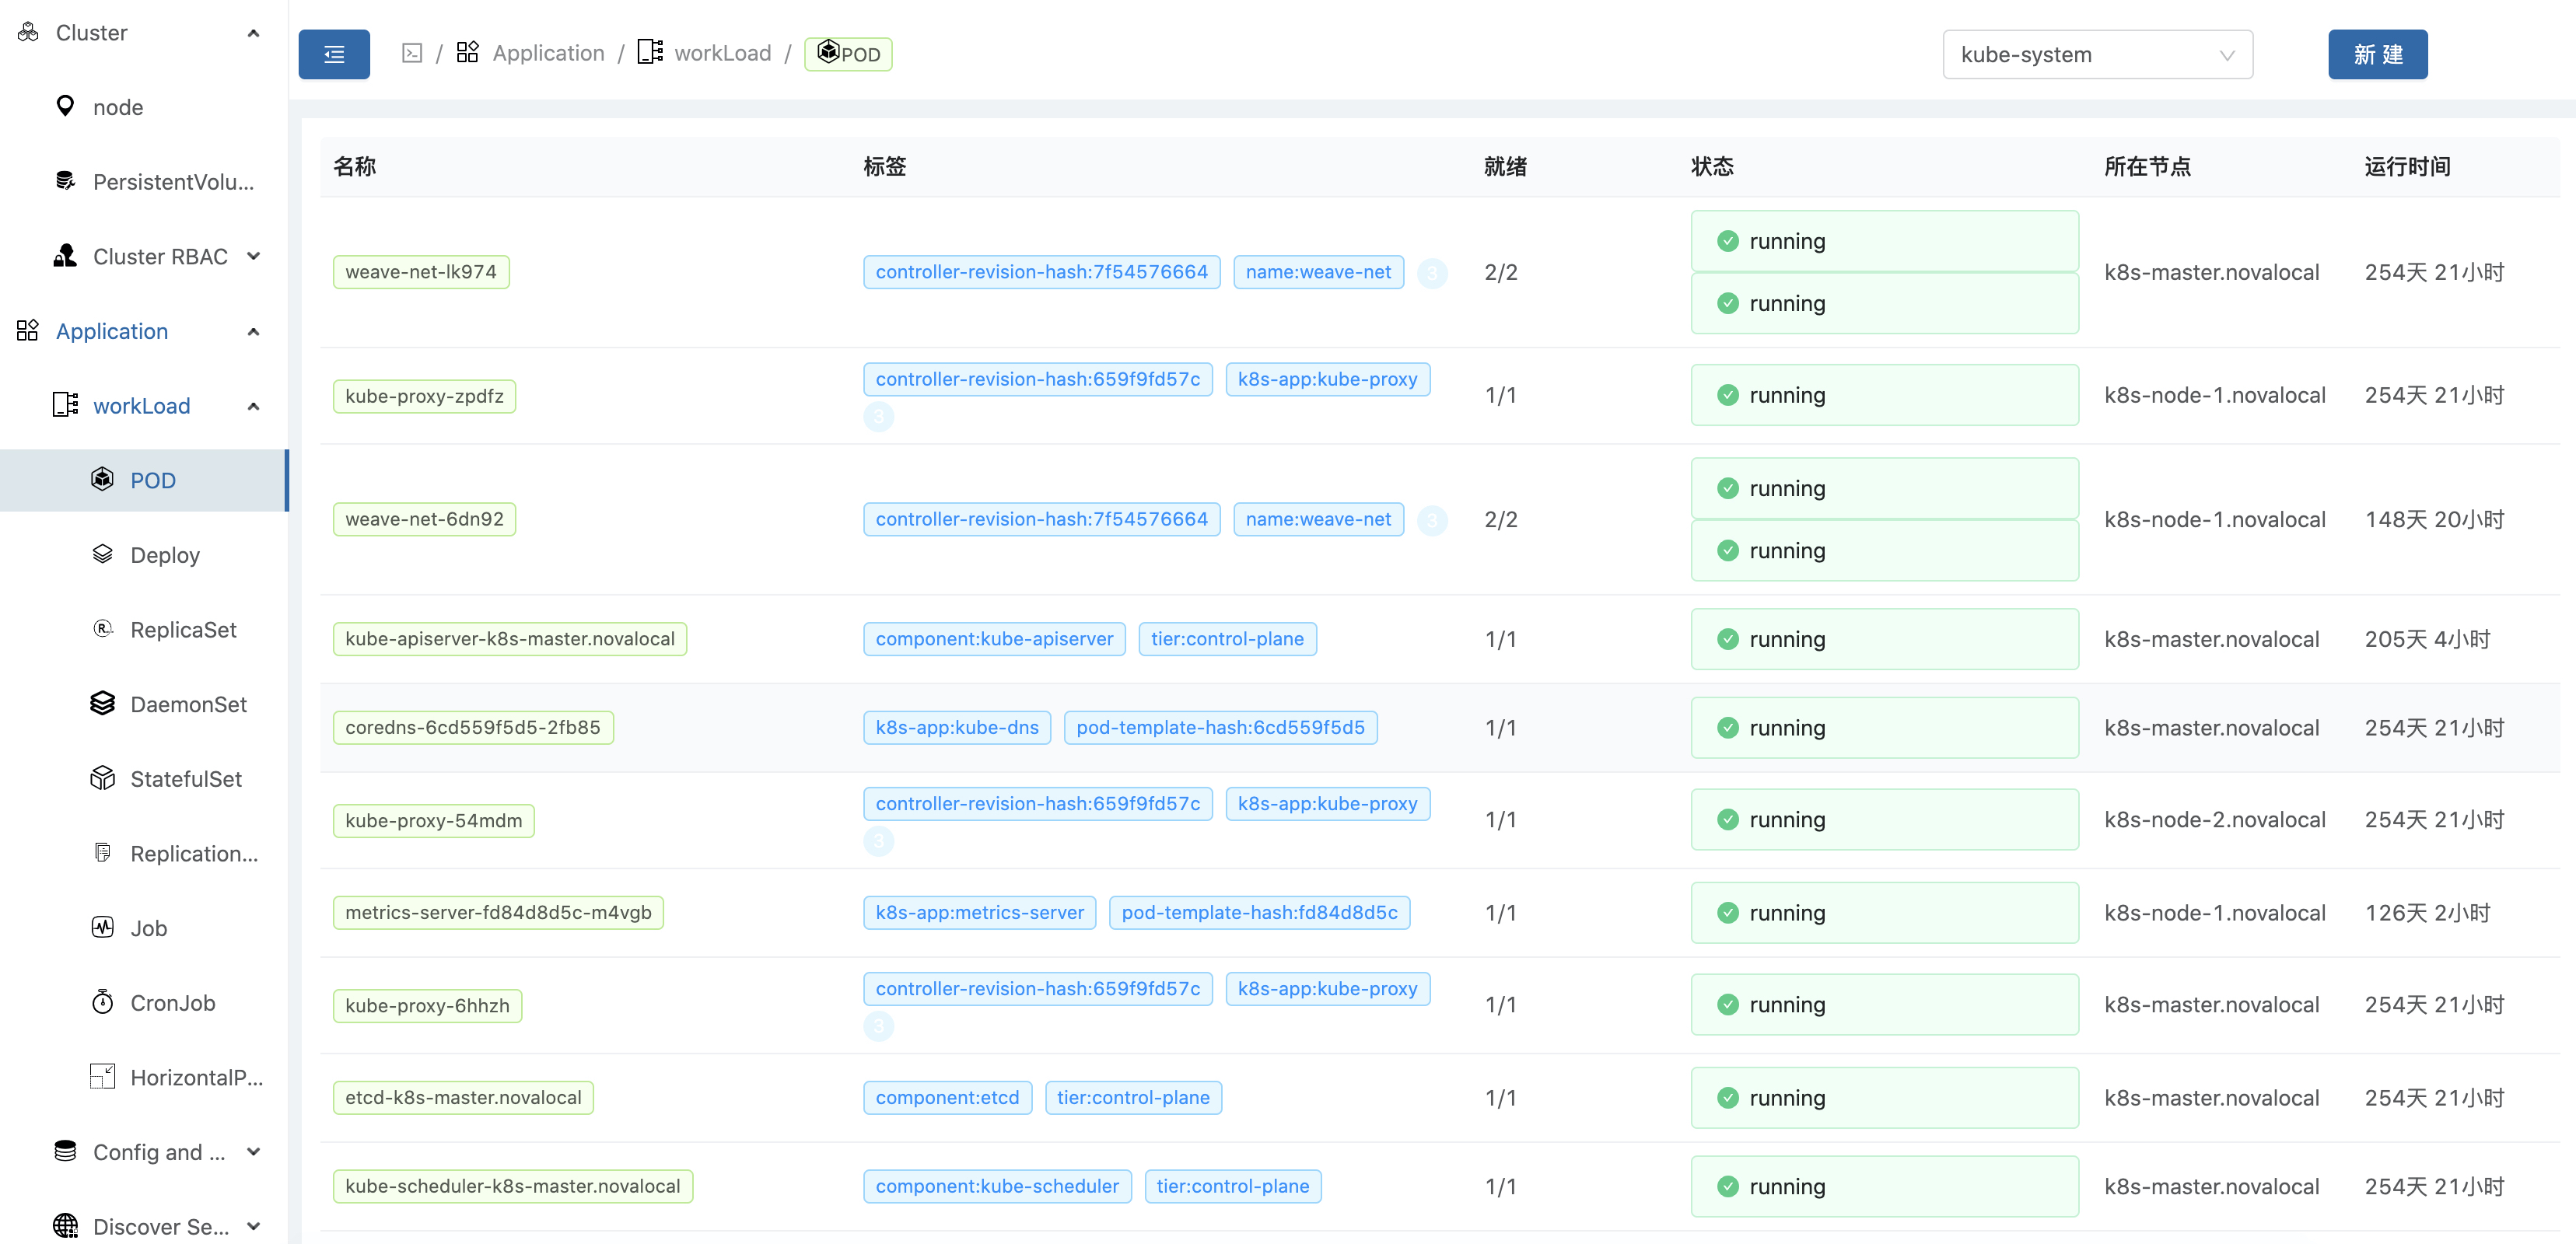 Cluster
node
PersistentVolu...
Cluster RBAC
Application
workLoad
POD
Deploy
ReplicaSet
DaemonSet
StatefulSet
Replication...
Job
CronJob
HorizontalP...
Config and ...
Discover Se...
/ Application / workLoad / POD
kube-system
新 建
名称 标签 就绪 状态 所在节点 运行时间
weave-net-lk974 controller-revision-hash:7f54576664 name:weave-net 3 2/2 running k8s-master.novalocal 254天 21小时
running
kube-proxy-zpdfz controller-revision-hash:659f9fd57c k8s-app:kube-proxy 1/1 running k8s-node-1.novalocal 254天 21小时
3
weave-net-6dn92 controller-revision-hash:7f54576664 name:weave-net 3 2/2 running k8s-node-1.novalocal 148天 20小时
running
kube-apiserver-k8s-master.novalocal component:kube-apiserver tier:control-plane 1/1 running k8s-master.novalocal 205天 4小时
coredns-6cd559f5d5-2fb85 k8s-app:kube-dns pod-template-hash:6cd559f5d5 1/1 running k8s-master.novalocal 254天 21小时
kube-proxy-54mdm controller-revision-hash:659f9fd57c k8s-app:kube-proxy 1/1 running k8s-node-2.novalocal 254天 21小时
3
metrics-server-fd84d8d5c-m4vgb k8s-app:metrics-server pod-template-hash:fd84d8d5c 1/1 running k8s-node-1.novalocal 126天 2小时
kube-proxy-6hhzh controller-revision-hash:659f9fd57c k8s-app:kube-proxy 1/1 running k8s-master.novalocal 254天 21小时
3
etcd-k8s-master.novalocal component:etcd tier:control-plane 1/1 running k8s-master.novalocal 254天 21小时
kube-scheduler-k8s-master.novalocal component:kube-scheduler tier:control-plane 1/1 running k8s-master.novalocal 254天 21小时